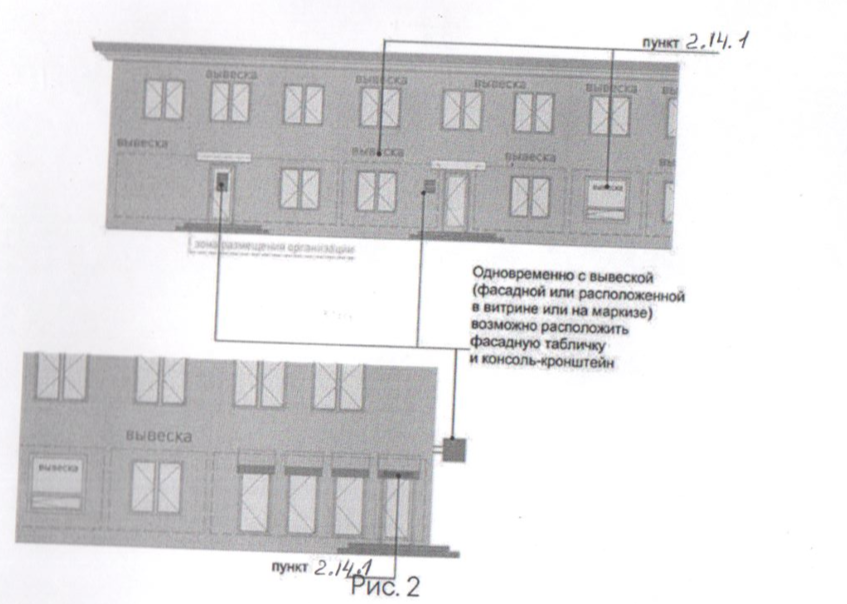 пункт 2.14.1
вывеска вывеска вывеска вывеска вы
вывеска вывеска вывеска вы
вывеска
зона размещения организации
Одновременно с вывеской
(фасадной или расположенной
в витрине или на маркизе)
возможно расположить
фасадную табличку
и консоль-кронштейн
вывеска
вывеска
пункт 2.14.1
Рис. 2